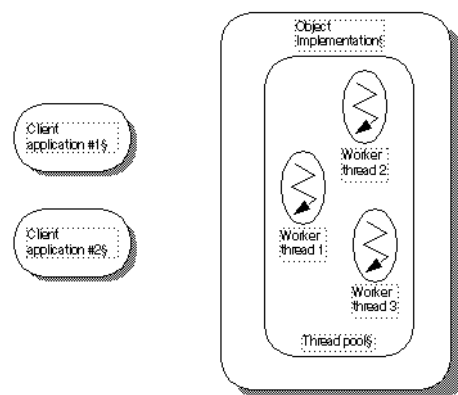 Object
Implementation§
Client
application #1§
Worker
thread 2
Client
application #2§
Worker
thread 1
Worker
thread 3
Thread pool§